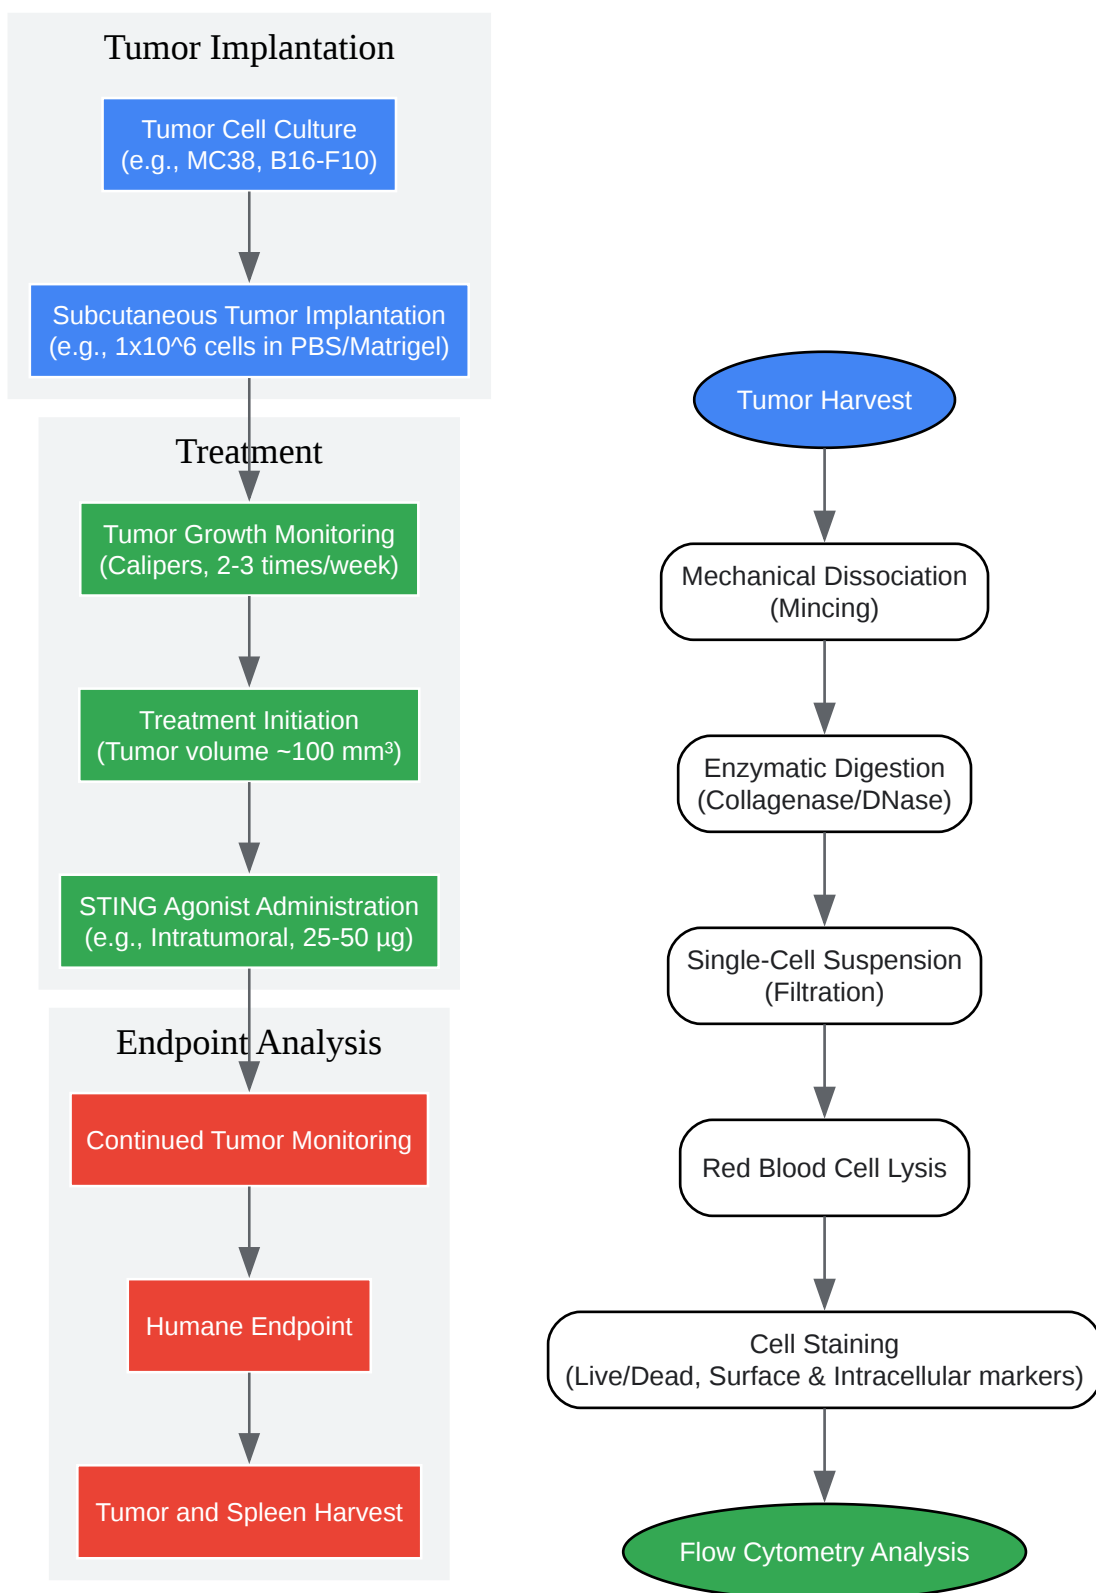 Tumor Implantation
Tumor Cell Culture
(e.g., MC38, B16-F10)
Subcutaneous Tumor Implantation
(e.g., 1x10^6 cells in PBS/Matrigel)
Treatment
Tumor Growth Monitoring
(Calipers, 2-3 times/week)
Treatment Initiation
(Tumor volume ~100 mm³)
STING Agonist Administration
(e.g., Intratumoral, 25-50 µg)
Endpoint Analysis
Continued Tumor Monitoring
Humane Endpoint
Tumor and Spleen Harvest
Tumor Harvest
Mechanical Dissociation
(Mincing)
Enzymatic Digestion
(Collagenase/DNase)
Single-Cell Suspension
(Filtration)
Red Blood Cell Lysis
Cell Staining
(Live/Dead, Surface & Intracellular markers)
Flow Cytometry Analysis